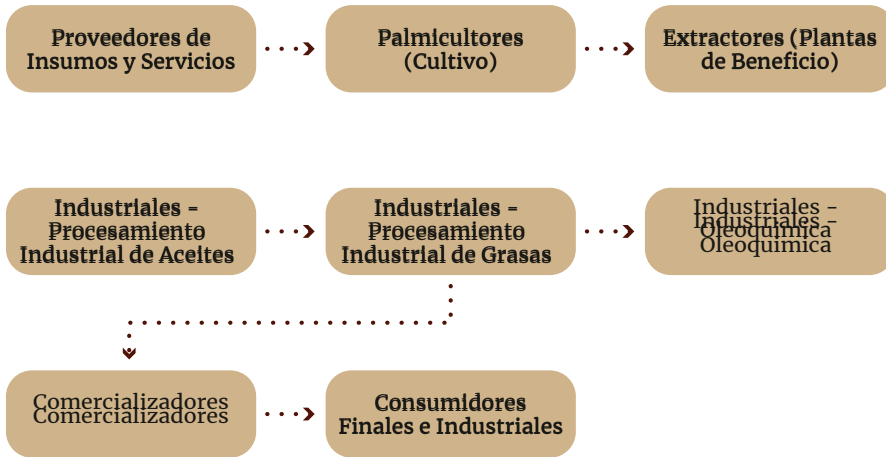 Proveedores de
Insumos y Servicios
Palmicultores
(Cultivo)
Extractores (Plantas
de Beneficio)
Industriales -
Procesamiento
Industrial de Aceites
Industriales -
Procesamiento
Industrial de Grasas
Industriales -
Oleoquímica
Comercializadores
Consumidores
Finales e Industriales